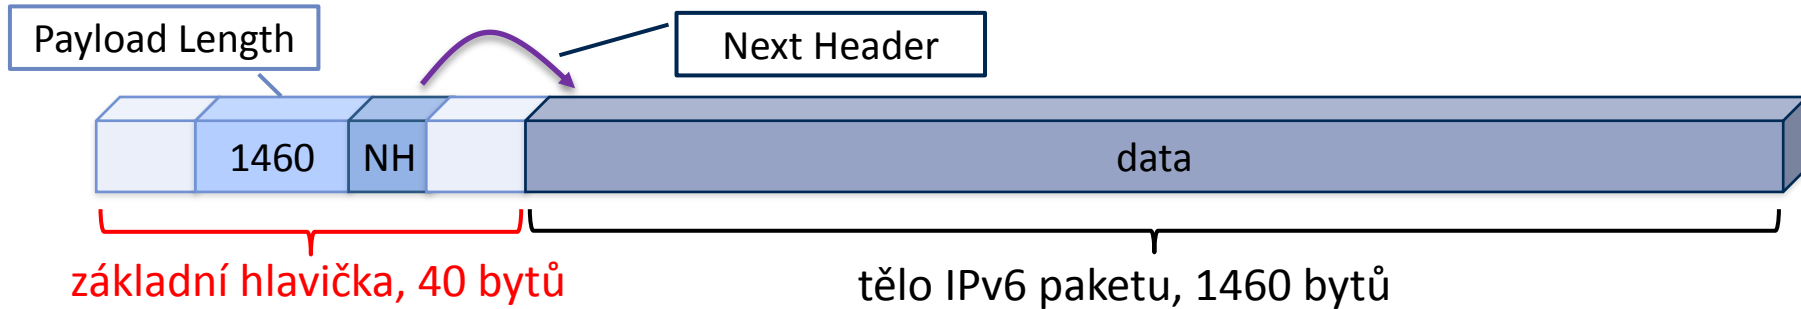 Payload Length
Next Header
1460
NH
data
základní hlavička, 40 bytů
tělo IPv6 paketu, 1460 bytů